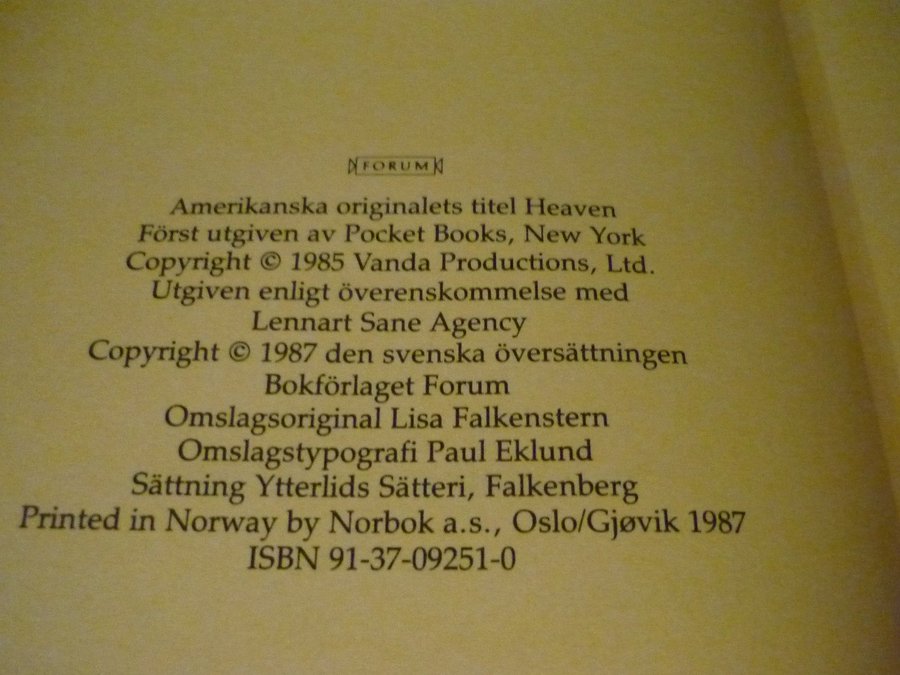 FORUM
Amerikanska originalets titel Heaven
Först utgiven av Pocket Books, New York
Copyright © 1985 Vanda Productions, Ltd.
Utgiven enligt överenskommelse med
Lennart Sane Agency
Copyright © 1987 den svenska översättningen
Bokförlaget Forum
Omslagsoriginal Lisa Falkenstern
Omslagstypografi Paul Eklund
Sättning Ytterlids Sätteri, Falkenberg
Printed in Norway by Norbok a.s., Oslo/Gjøvik 1987
ISBN 91-37-09251-0